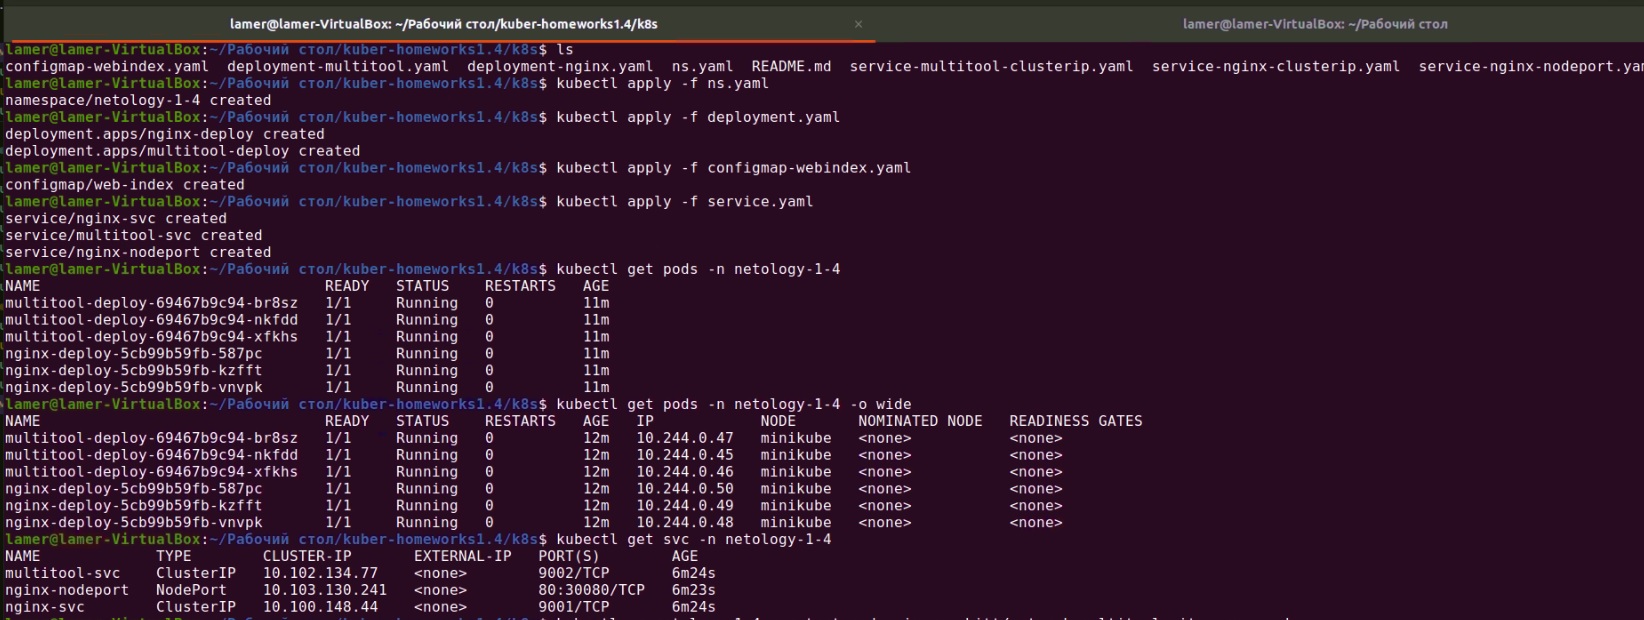 lamer@lamer-VirtualBox: ~/Рабочий стол/kuber-homeworks1.4/k8s × lamer@lamer-VirtualBox: ~/Рабочий стол
lamer@lamer-VirtualBox:~/Рабочий стол/kuber-homeworks1.4/k8s$ ls
configmap-webindex.yaml deployment-multitool.yaml deployment-nginx.yaml ns.yaml README.md service-multitool-clusterip.yaml service-nginx-clusterip.yaml service-nginx-nodeport.yam
lamer@lamer-VirtualBox:~/Рабочий стол/kuber-homeworks1.4/k8s$ kubectl apply -f ns.yaml
namespace/netology-1-4 created
lamer@lamer-VirtualBox:~/Рабочий стол/kuber-homeworks1.4/k8s$ kubectl apply -f deployment.yaml
deployment.apps/nginx-deploy created
deployment.apps/multitool-deploy created
lamer@lamer-VirtualBox:~/Рабочий стол/kuber-homeworks1.4/k8s$ kubectl apply -f configmap-webindex.yaml
configmap/web-index created
lamer@lamer-VirtualBox:~/Рабочий стол/kuber-homeworks1.4/k8s$ kubectl apply -f service.yaml
service/nginx-svc created
service/multitool-svc created
service/nginx-nodeport created
lamer@lamer-VirtualBox:~/Рабочий стол/kuber-homeworks1.4/k8s$ kubectl get pods -n netology-1-4
NAME READY STATUS RESTARTS AGE
multitool-deploy-69467b9c94-br8sz 1/1 Running 0 11m
multitool-deploy-69467b9c94-nkfdd 1/1 Running 0 11m
multitool-deploy-69467b9c94-xfkhs 1/1 Running 0 11m
nginx-deploy-5cb99b59fb-587pc 1/1 Running 0 11m
nginx-deploy-5cb99b59fb-kzfft 1/1 Running 0 11m
nginx-deploy-5cb99b59fb-vnvpk 1/1 Running 0 11m
lamer@lamer-VirtualBox:~/Рабочий стол/kuber-homeworks1.4/k8s$ kubectl get pods -n netology-1-4 -o wide
NAME READY STATUS RESTARTS AGE IP NODE NOMINATED NODE READINESS GATES
multitool-deploy-69467b9c94-br8sz 1/1 Running 0 12m 10.244.0.47 minikube <none> <none>
multitool-deploy-69467b9c94-nkfdd 1/1 Running 0 12m 10.244.0.45 minikube <none> <none>
multitool-deploy-69467b9c94-xfkhs 1/1 Running 0 12m 10.244.0.46 minikube <none> <none>
nginx-deploy-5cb99b59fb-587pc 1/1 Running 0 12m 10.244.0.50 minikube <none> <none>
nginx-deploy-5cb99b59fb-kzfft 1/1 Running 0 12m 10.244.0.49 minikube <none> <none>
nginx-deploy-5cb99b59fb-vnvpk 1/1 Running 0 12m 10.244.0.48 minikube <none> <none>
lamer@lamer-VirtualBox:~/Рабочий стол/kuber-homeworks1.4/k8s$ kubectl get svc -n netology-1-4
NAME TYPE CLUSTER-IP EXTERNAL-IP PORT(S) AGE
multitool-svc ClusterIP 10.102.134.77 <none> 9002/TCP 6m24s
nginx-nodeport NodePort 10.103.130.241 <none> 80:30080/TCP 6m23s
nginx-svc ClusterIP 10.100.148.44 <none> 9001/TCP 6m24s